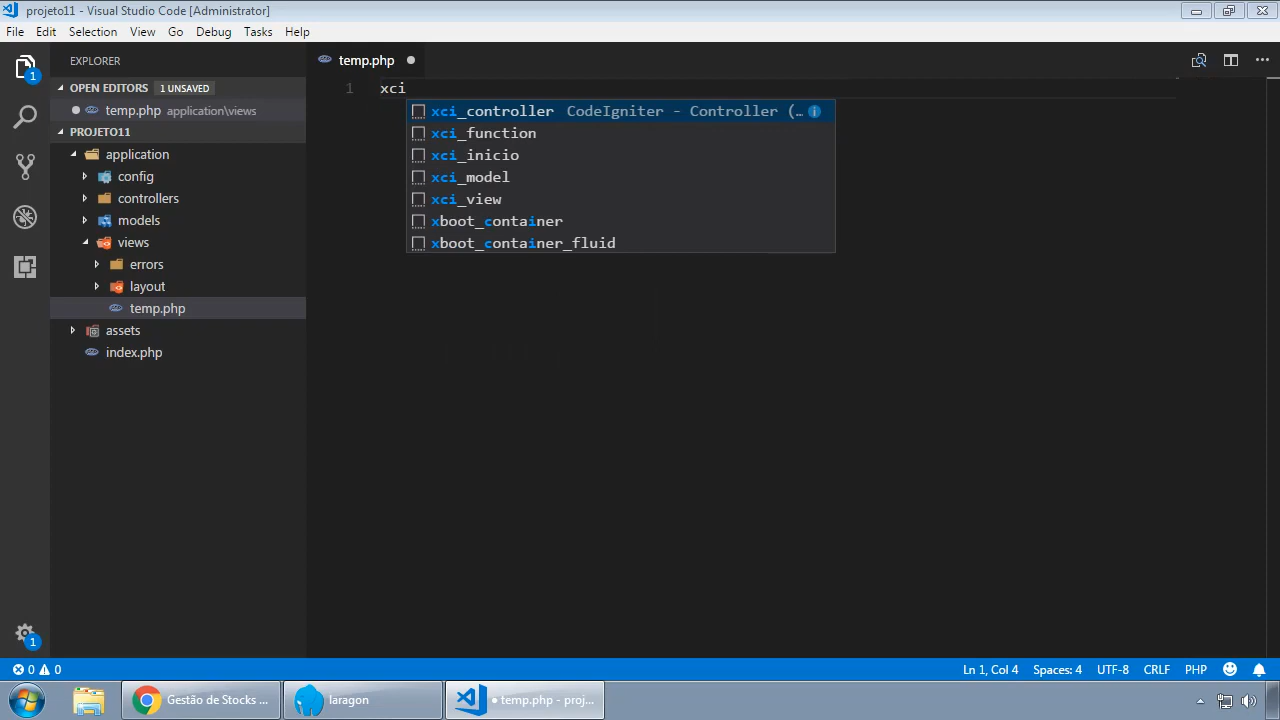 projeto11 - Visual Studio Code [Administrator]
File Edit Selection View Go Debug Tasks Help
EXPLORER
temp.php
OPEN EDITORS 1 UNSAVED
temp.php application\views
PROJETO11
application
config
controllers
models
views
errors
layout
temp.php
assets
index.php
1 xci
xci_controller CodeIgniter - Controller (…
xci_function
xci_inicio
xci_model
xci_view
xboot_container
xboot_container_fluid
1
1
0 0 Ln 1, Col 4 Spaces: 4 UTF-8 CRLF PHP
Gestão de Stocks ... laragon temp.php - proj...